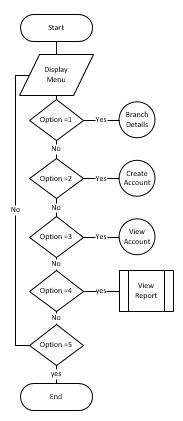 Start
Display
Menu
Option =1
Yes
Branch
Details
No
Option =2
Yes
Create
Account
No
Option =3
Yes
View
Account
No
No
Option =4
yes
View
Report
No
Option =5
yes
End